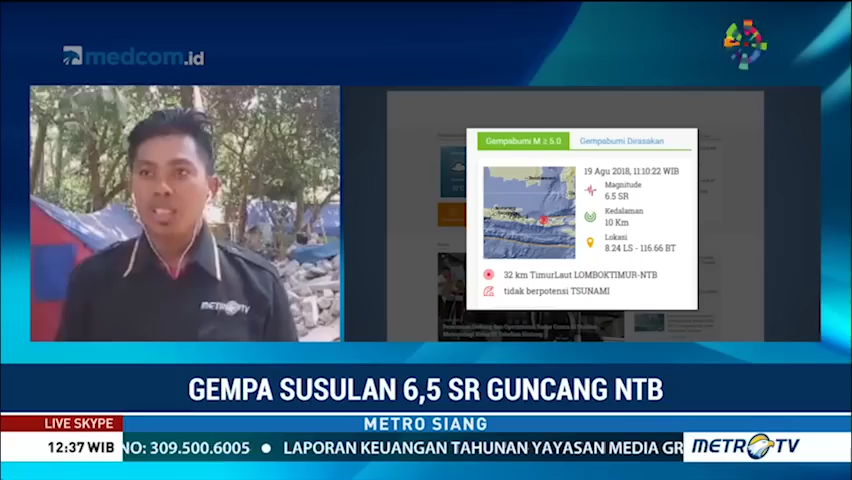 medcom.id
Gempabumi M ≥ 5.0 Gempabumi Dirasakan
19 Agu 2018, 11:10:22 WIB
Magnitude
6.5 SR
Kedalaman
10 Km
Lokasi
8.24 LS - 116.66 BT
32 km TimurLaut LOMBOKTIMUR-NTB
tidak berpotensi TSUNAMI
METRO TV
GEMPA SUSULAN 6,5 SR GUNCANG NTB
LIVE SKYPE METRO SIANG
12:37 WIB NO: 309.500.6005 ● LAPORAN KEUANGAN TAHUNAN YAYASAN MEDIA GR METRO TV